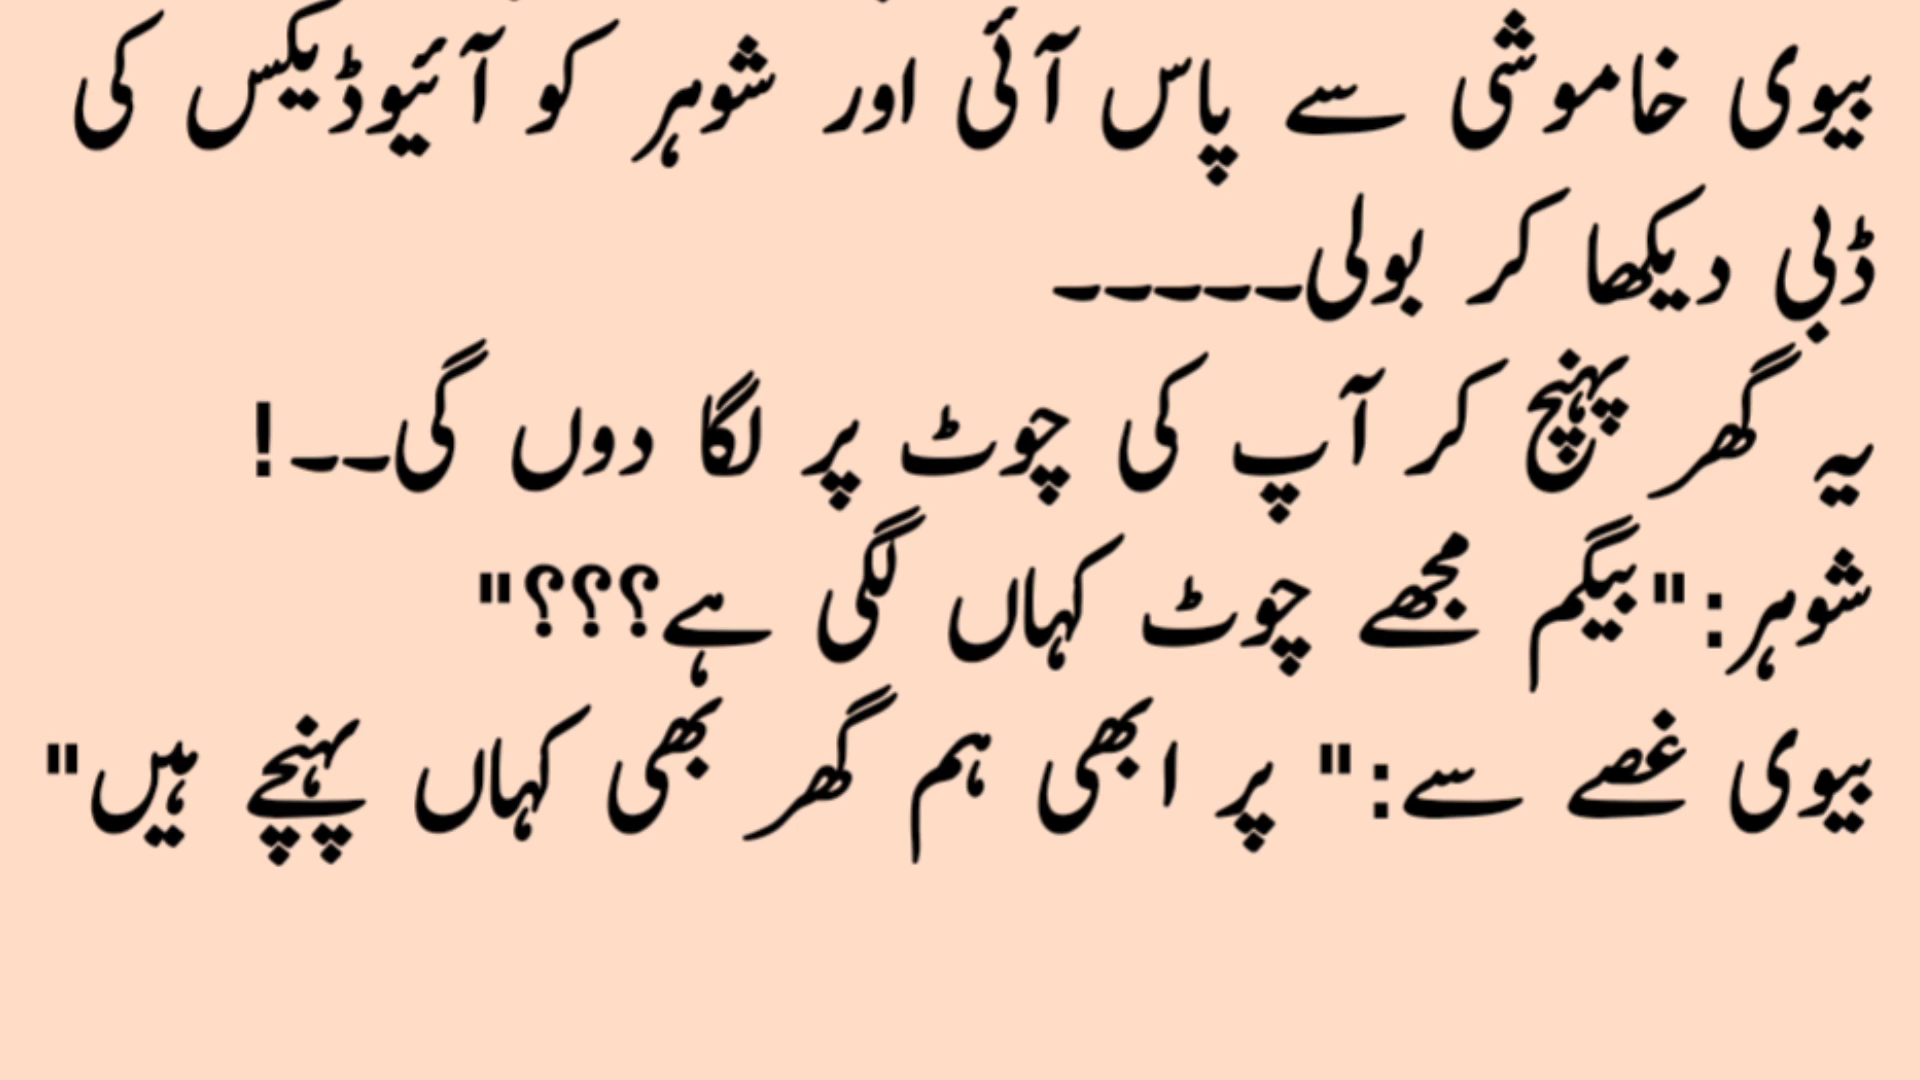 بیوی خاموشی سے پاس آئی اور شوہر کو آئیوڈیکس کی
ڈبی دیکھا کر بولی۔۔۔۔۔
یہ گھر پہنچ کر آپ کی چوٹ پر لگا دوں گی۔۔!
شوہر:"بیگم مجھے چوٹ کہاں لگی ہے؟؟؟"
بیوی غصے سے:" پر ابھی ہم گھر بھی کہاں پہنچے ہیں"